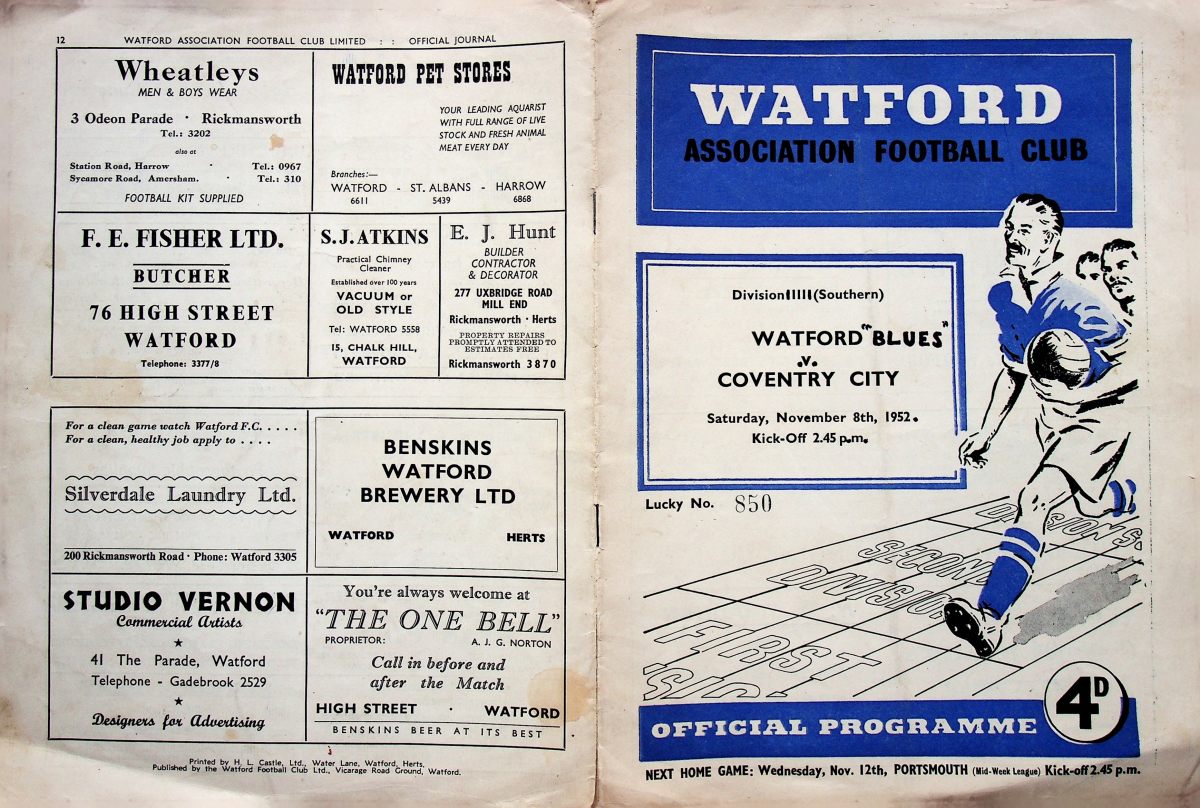 12 WATFORD ASSOCIATION FOOTBALL CLUB LIMITED : : OFFICIAL JOURNAL
Wheatleys
MEN & BOYS WEAR
3 Odeon Parade · Rickmansworth
Tel.: 3202
also at
Station Road, Harrow · Tel.: 0967
Sycamore Road, Amersham. · Tel.: 310
FOOTBALL KIT SUPPLIED
WATFORD PET STORES
YOUR LEADING AQUARIST
WITH FULL RANGE OF LIVE
STOCK AND FRESH ANIMAL
MEAT EVERY DAY
Branches:—
WATFORD - ST. ALBANS - HARROW
6611 5439 6868
F. E. FISHER LTD.
BUTCHER
76 HIGH STREET
WATFORD
Telephone: 3377/8
S.J.ATKINS
Practical Chimney
Cleaner
Established over 100 years
VACUUM or
OLD STYLE
Tel: WATFORD 5558
15, CHALK HILL,
WATFORD
E. J. Hunt
BUILDER
CONTRACTOR
& DECORATOR
277 UXBRIDGE ROAD
MILL END
Rickmansworth · Herts
PROPERTY REPAIRS
PROMPTLY ATTENDED TO
ESTIMATES FREE
Rickmansworth 3870
For a clean game watch Watford F.C. . . . . .
For a clean, healthy job apply to . . . .
Silverdale Laundry Ltd.
200 Rickmansworth Road · Phone: Watford 3305
BENSKINS
WATFORD
BREWERY LTD
WATFORD HERTS
STUDIO VERNON
Commercial Artists
★
41 The Parade, Watford
Telephone - Gadebrook 2529
★
Designers for Advertising
You're always welcome at
"THE ONE BELL"
PROPRIETOR: A. J. G. NORTON
Call in before and
after the Match
HIGH STREET · WATFORD
BENSKINS BEER AT ITS BEST
Printed by H. L. Castle, Ltd., Water Lane, Watford, Herts,
Published by the Watford Football Club Ltd., Vicarage Road Ground, Watford.
WATFORD
ASSOCIATION FOOTBALL CLUB
Division (Southern)
WATFORD "BLUES"
.v.
COVENTRY CITY
Saturday, November 8th, 1952.
Kick-Off 2.45 p.m.
Lucky No. 850
DIVISION S.
SECOND
DIVISION
FIRST
4D
OFFICIAL PROGRAMME
NEXT HOME GAME: Wednesday, Nov. 12th, PORTSMOUTH (Mid-Week League) Kick-off 2.45 p.m.